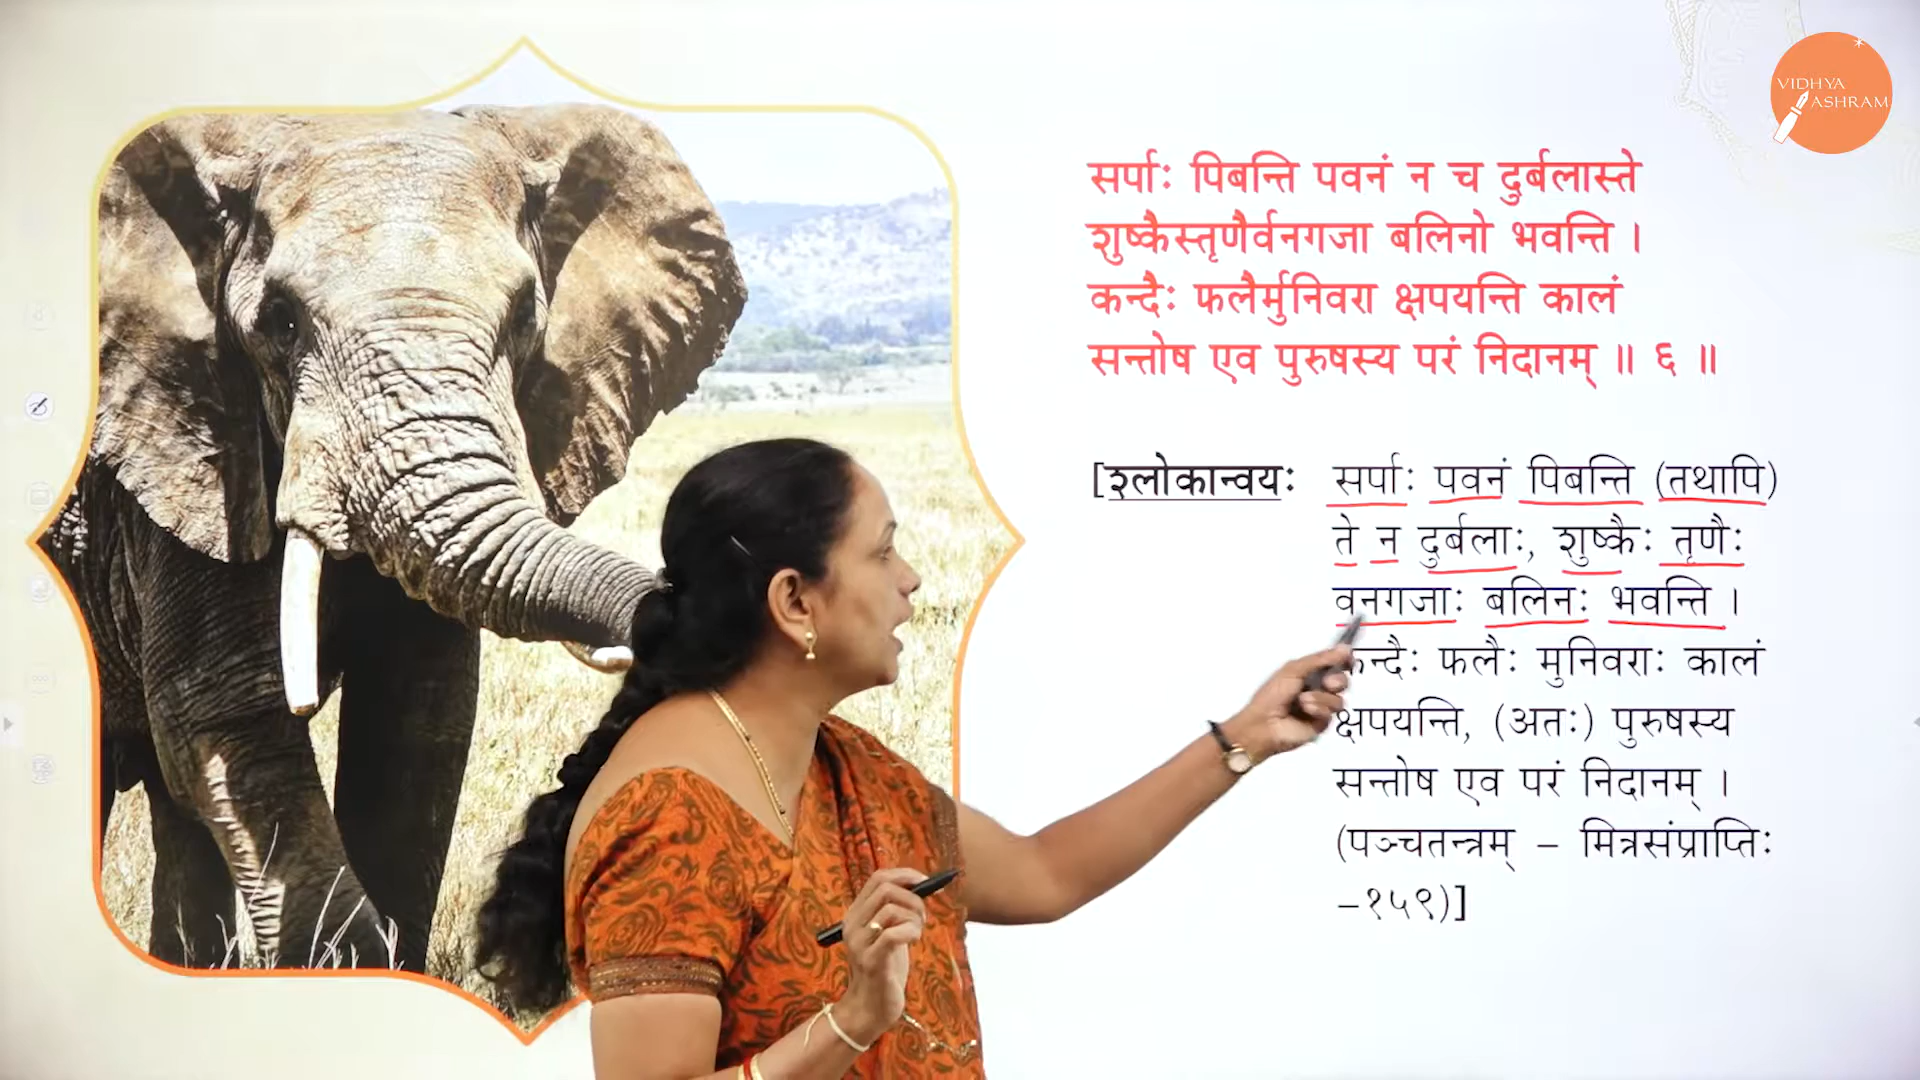 VIDHYA
ASHRAM
सर्पाः पिबन्ति पवनं न च दुर्बलास्ते
शुष्कैस्तृणैर्वनगजा बलिनो भवन्ति ।
कन्दैः फलैर्मुनिवरा क्षपयन्ति कालं
सन्तोष एव पुरुषस्य परं निदानम् ॥ ६ ॥
[श्लोकान्वयः सर्पाः पवनं पिबन्ति (तथापि)
ते न दुर्बलाः, शुष्कैः तृणैः
वनगजाः बलिनः भवन्ति ।
कन्दैः फलैः मुनिवराः कालं
क्षपयन्ति, (अतः) पुरुषस्य
सन्तोष एव परं निदानम् ।
(पञ्चतन्त्रम् – मित्रसंप्राप्तिः
–१५९)]